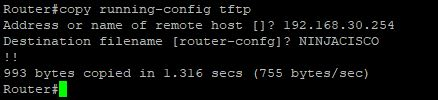 Router#copy running-config tftp
Address or name of remote host []? 192.168.30.254
Destination filename [router-confg]? NINJACISCO
!!
993 bytes copied in 1.316 secs (755 bytes/sec)
Router#